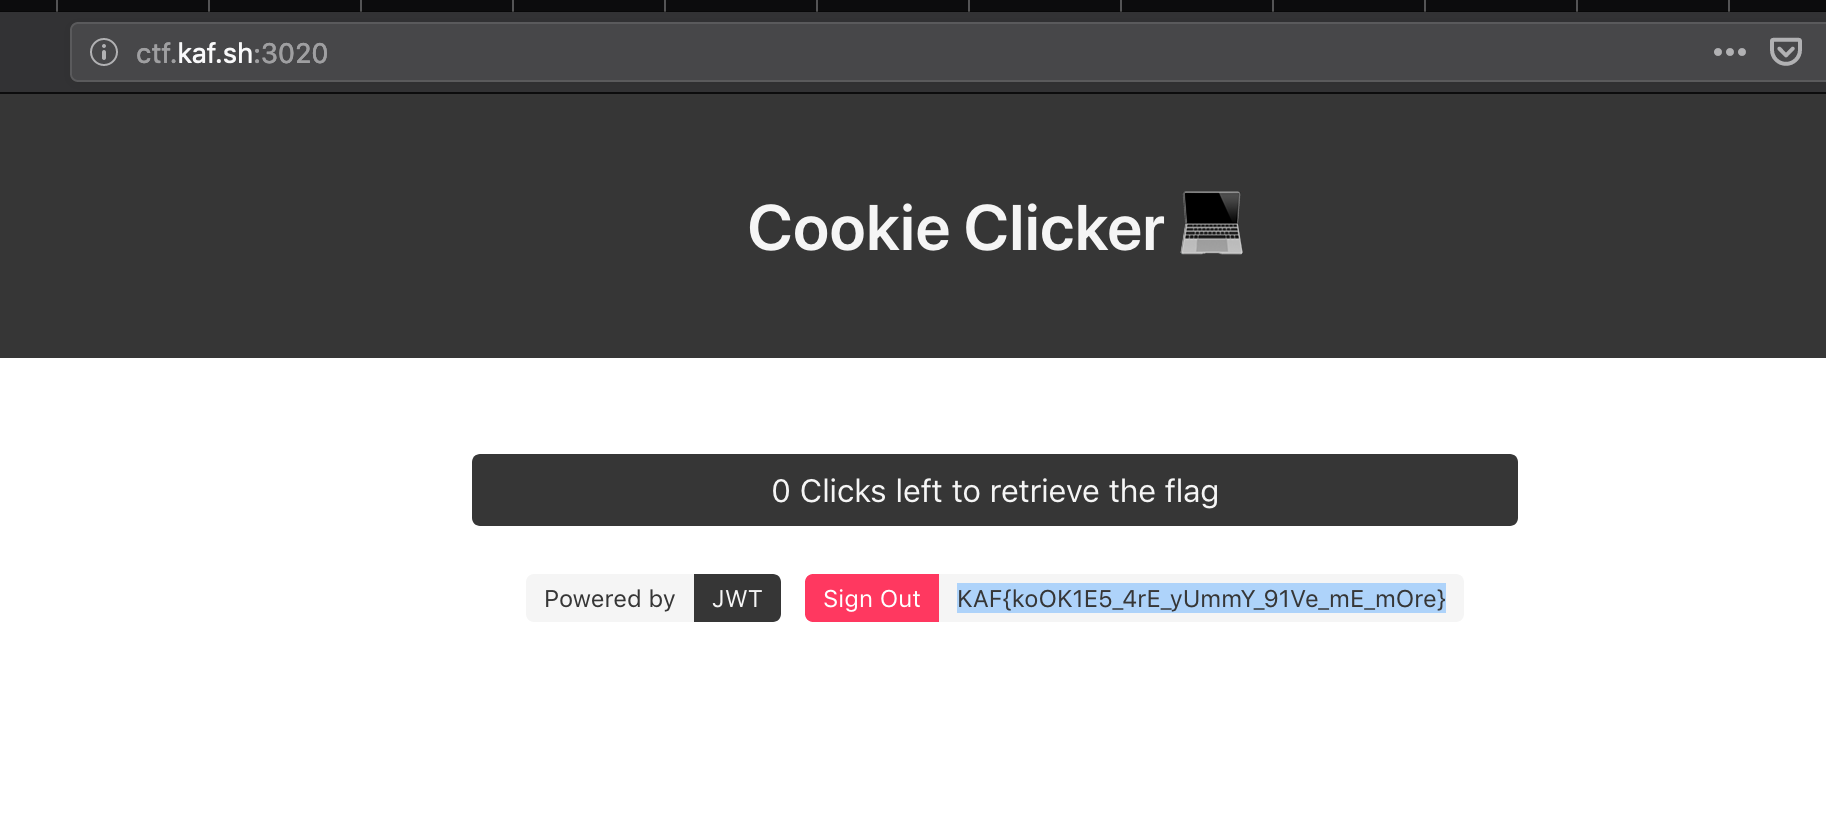 ctf.kaf.sh:3020
Cookie Clicker
0 Clicks left to retrieve the flag
Powered by JWT Sign Out KAF{koOK1E5_4rE_yUmmY_91Ve_mE_mOre}